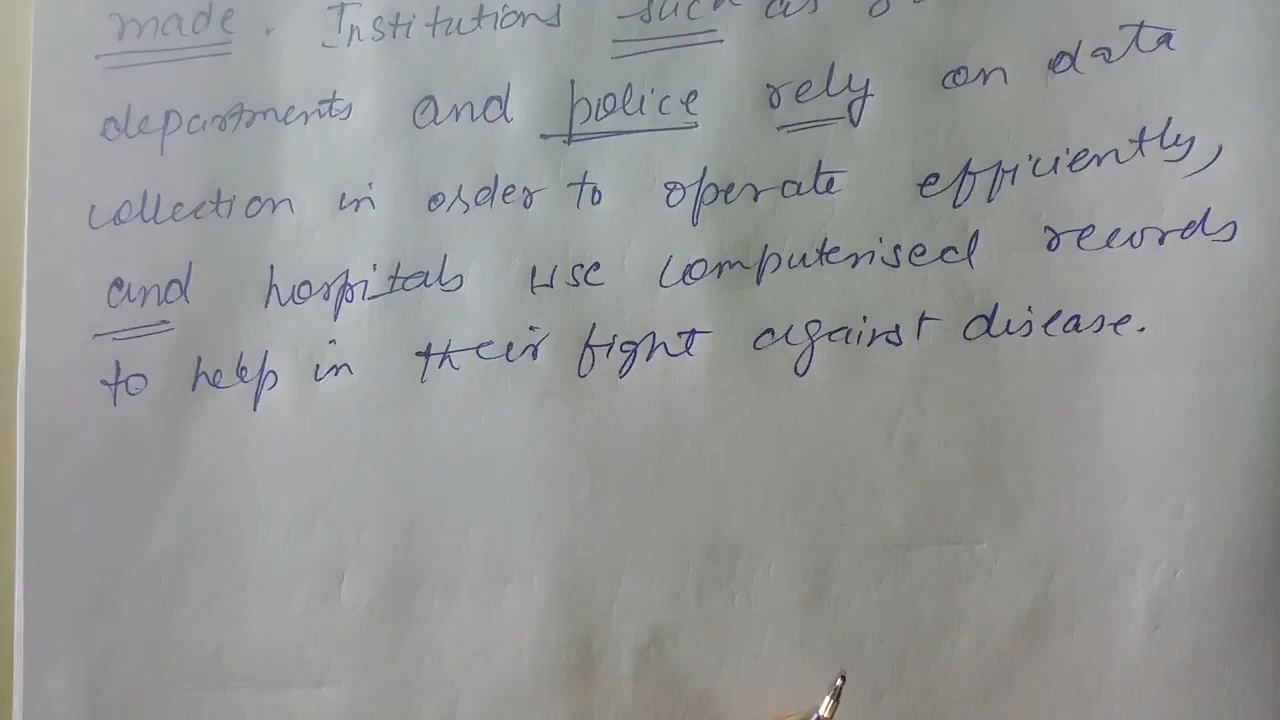 made. Institutions such as
departments and police rely on data
collection in order to operate efficiently,
and hospitals use computerised records
to help in their fight against disease.